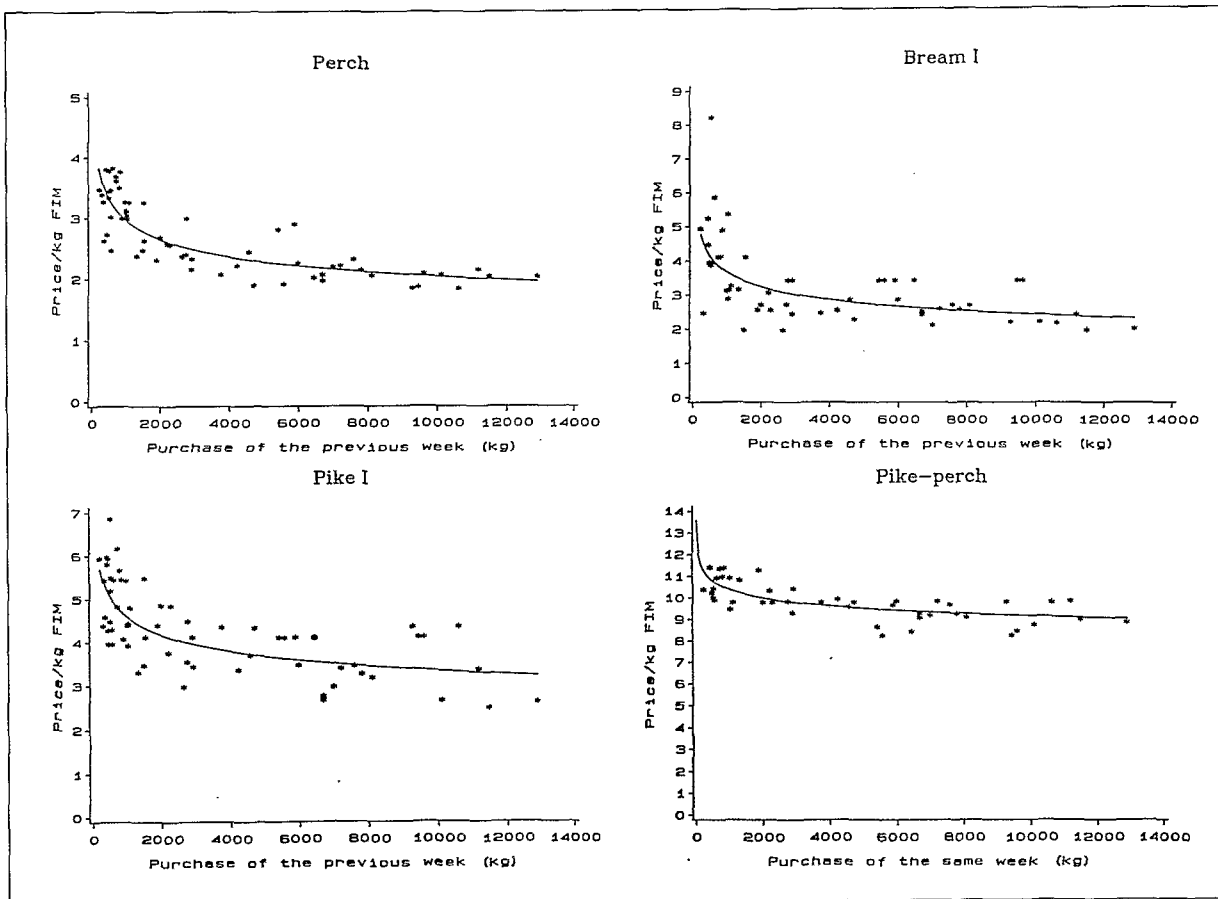 Perch
5
4
3
2
1
0
Price/kg FIM
0 2000 4000 6000 8000 10000 12000 14000
Purchase of the previous week (kg)
Bream I
9
8
7
6
5
4
3
2
1
0
Price/kg FIM
0 2000 4000 6000 8000 10000 12000 14000
Purchase of the previous week (kg)
Pike I
7
6
5
4
3
2
1
0
Price/kg FIM
0 2000 4000 6000 8000 10000 12000 14000
Purchase of the previous week (kg)
Pike-perch
14
13
12
11
10
9
8
7
6
5
4
3
2
1
0
Price/kg FIM
0 2000 4000 6000 8000 10000 12000 14000
Purchase of the same week (kg)